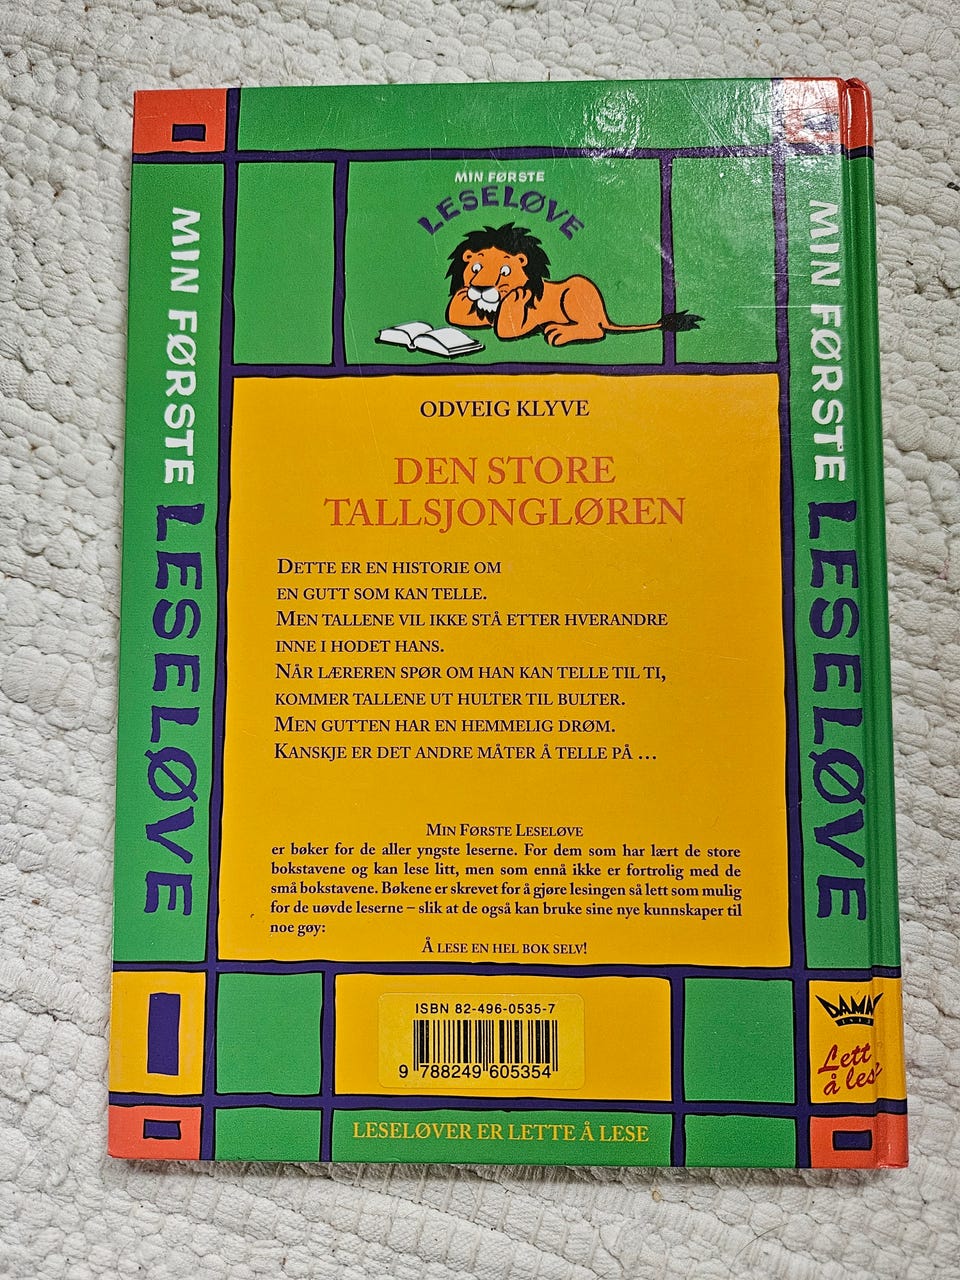 MIN FØRSTE
LESELØVE
MIN FØRSTE LESELØVE
MIN FØRSTE LESELØVE
ODVEIG KLYVE
DEN STORE
TALLSJONGLØREN
DETTE ER EN HISTORIE OM
EN GUTT SOM KAN TELLE.
MEN TALLENE VIL IKKE STÅ ETTER HVERANDRE
INNE I HODET HANS.
NÅR LÆREREN SPØR OM HAN KAN TELLE TIL TI,
KOMMER TALLENE UT HULTER TIL BULTER.
MEN GUTTEN HAR EN HEMMELIG DRØM.
KANSKJE ER DET ANDRE MÅTER Å TELLE PÅ ...
MIN FØRSTE LESELØVE
er bøker for de aller yngste leserne. For dem som har lært de store
bokstavene og kan lese litt, men som ennå ikke er fortrolig med de
små bokstavene. Bøkene er skrevet for å gjøre lesingen så lett som mulig
for de uøvde leserne – slik at de også kan bruke sine nye kunnskaper til
noe gøy:
Å LESE EN HEL BOK SELV!
ISBN 82-496-0535-7
9 788249 605354
DAMM
Lett
å lese
LESELØVER ER LETTE Å LESE